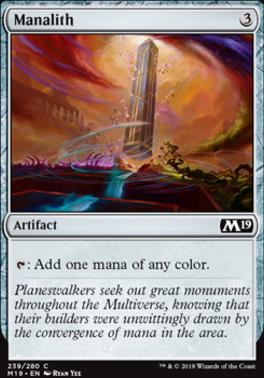 Manalith 3
Artifact M19
: Add one mana of any color.
Planeswalkers seek out great monuments
throughout the Multiverse, knowing that
their builders were unwittingly drawn by
the convergence of mana in the area.
239/280 C
M19 • EN Ryan Yee ™ & © 2018 Wizards of the Coast